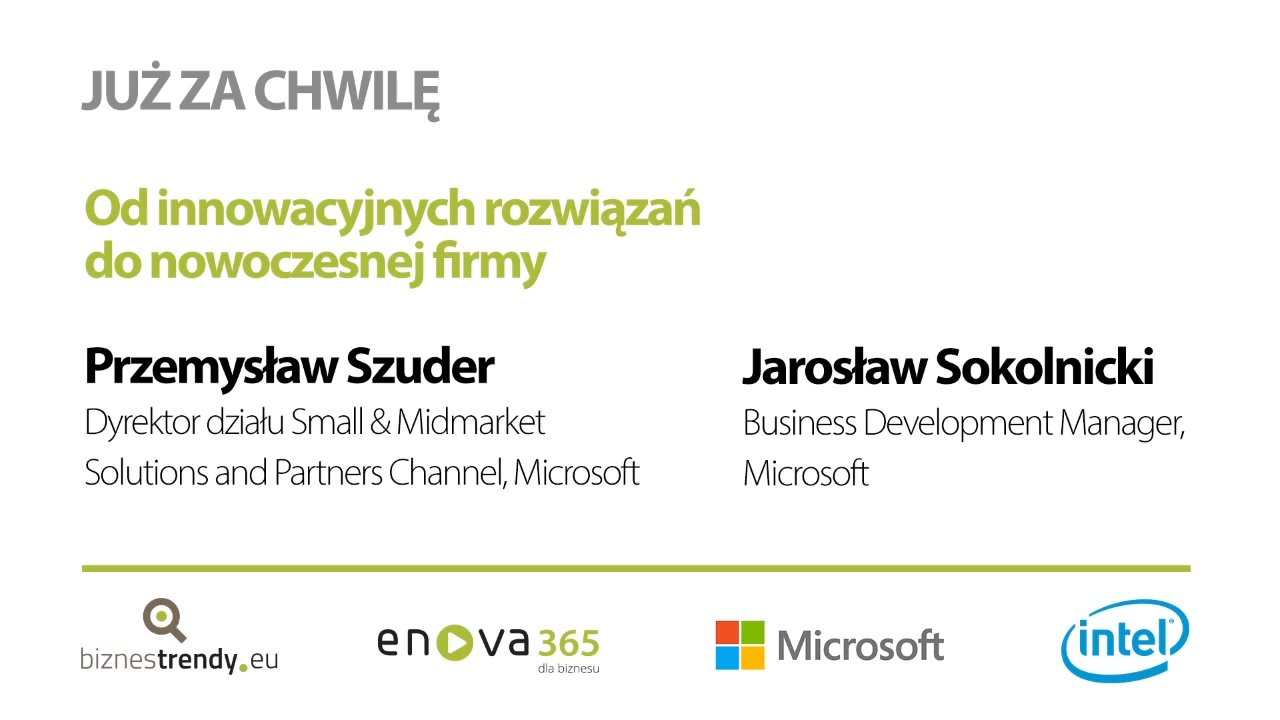 JUŻ ZA CHWILĘ
Od innowacyjnych rozwiązań
do nowoczesnej firmy
Przemysław Szuder
Dyrektor działu Small & Midmarket
Solutions and Partners Channel, Microsoft
Jarosław Sokolnicki
Business Development Manager,
Microsoft
biznestrendy.eu
enova 365
dla biznesu
Microsoft
intel®